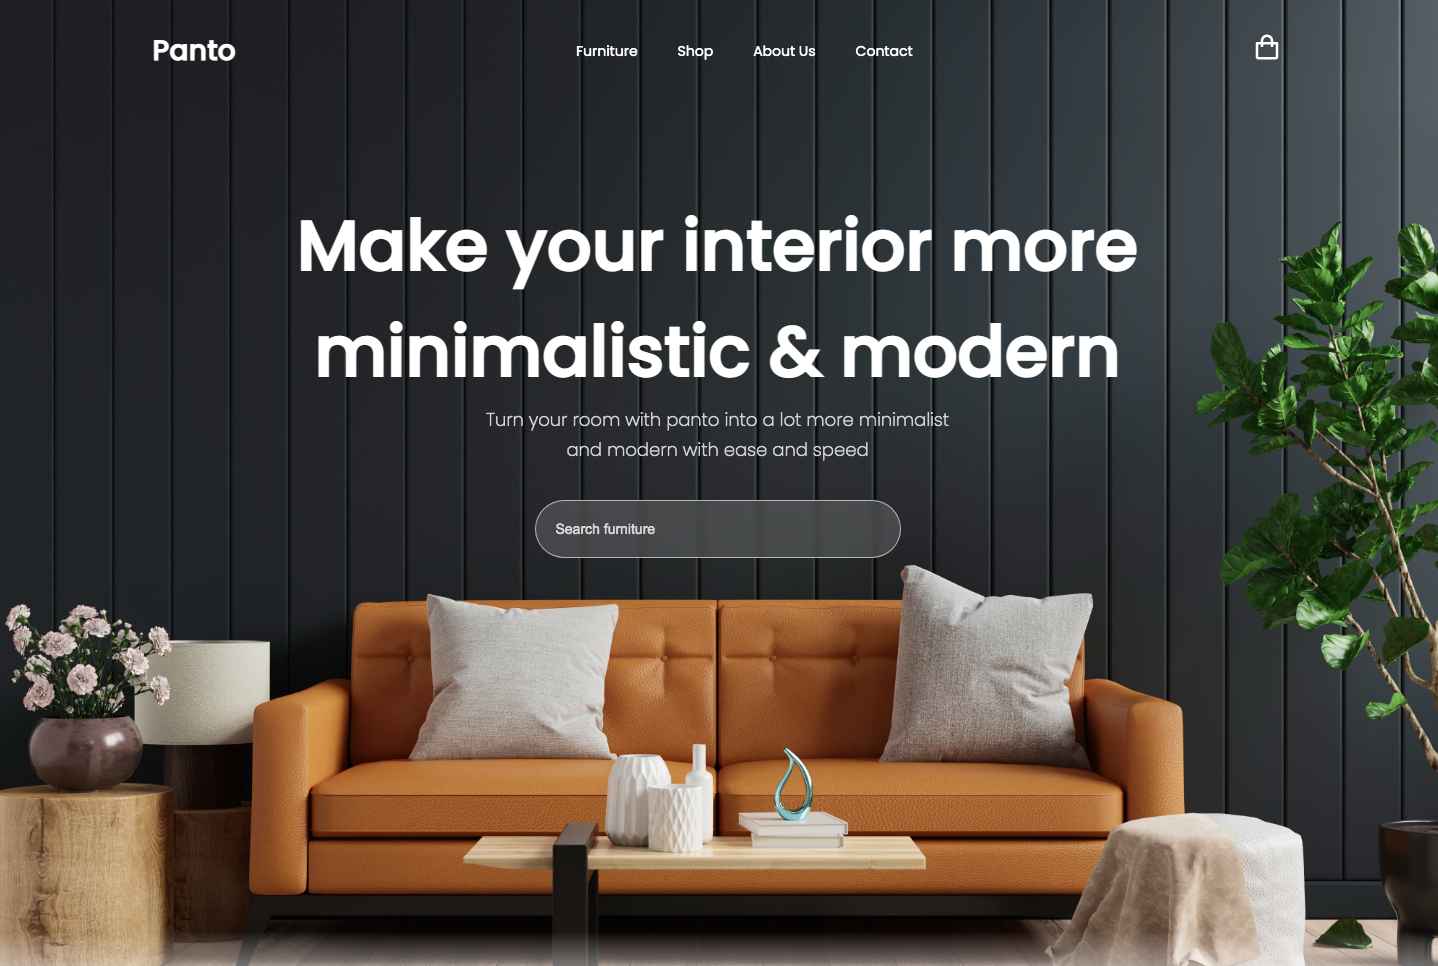 Panto
Furniture
Shop
About Us
Contact
Make your interior more
minimalistic & modern
Turn your room with panto into a lot more minimalist
and modern with ease and speed
Search furniture